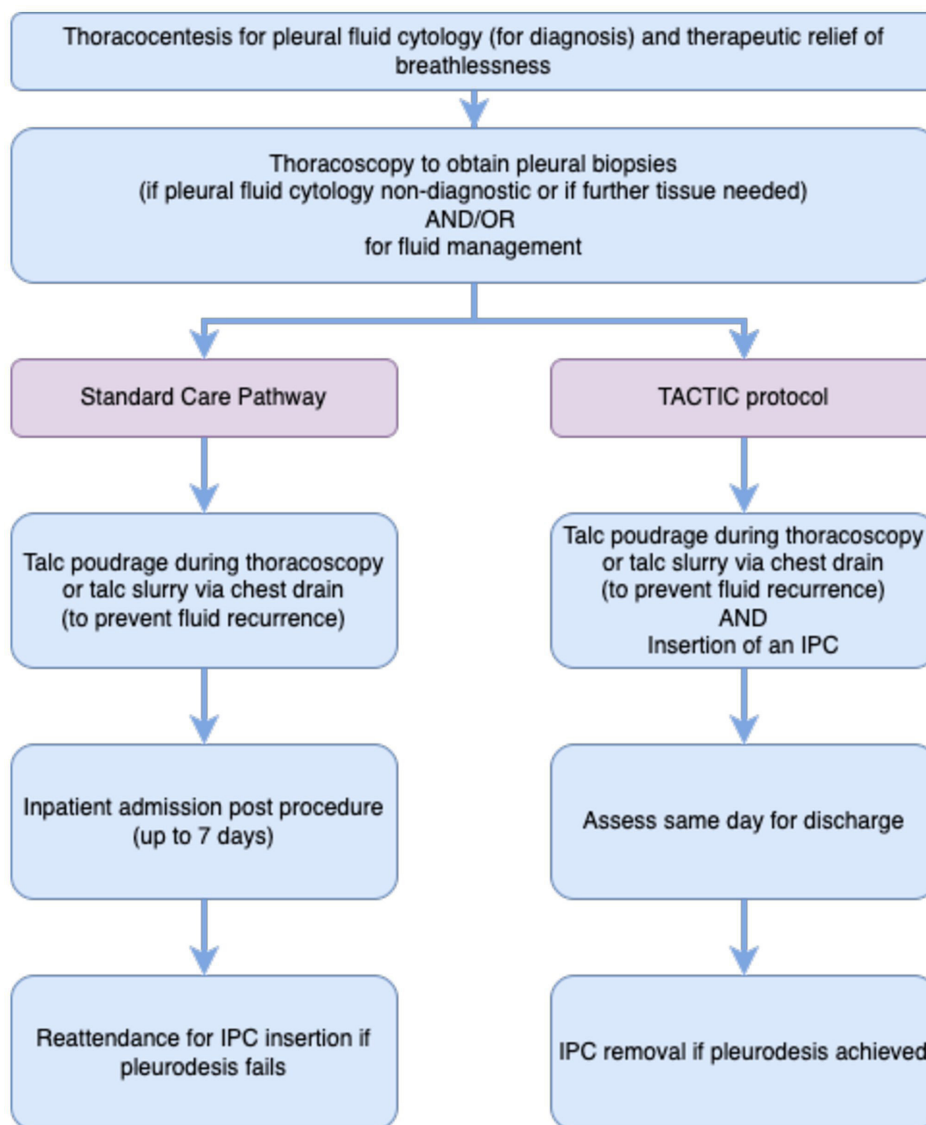 Thoracocentesis for pleural fluid cytology (for diagnosis) and therapeutic relief of
breathlessness
Thoracoscopy to obtain pleural biopsies
(if pleural fluid cytology non-diagnostic or if further tissue needed)
AND/OR
for fluid management
Standard Care Pathway
TACTIC protocol
Talc poudrage during thoracoscopy
or talc slurry via chest drain
(to prevent fluid recurrence)
Talc poudrage during thoracoscopy
or talc slurry via chest drain
(to prevent fluid recurrence)
AND
Insertion of an IPC
Inpatient admission post procedure
(up to 7 days)
Assess same day for discharge
Reattendance for IPC insertion if
pleurodesis fails
IPC removal if pleurodesis achieved